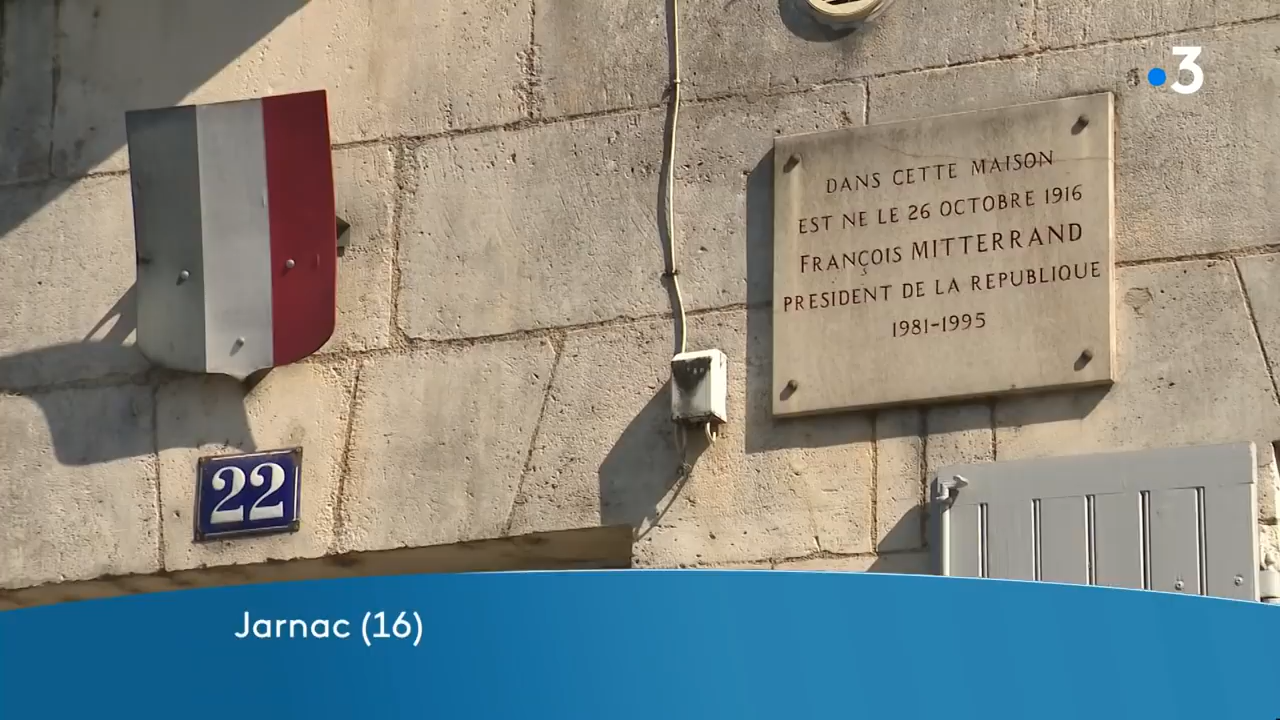 3
DANS CETTE MAISON
EST NE LE 26 OCTOBRE 1916
FRANÇOIS MITTERRAND
PRESIDENT DE LA REPUBLIQUE
1981-1995
22
Jarnac (16)